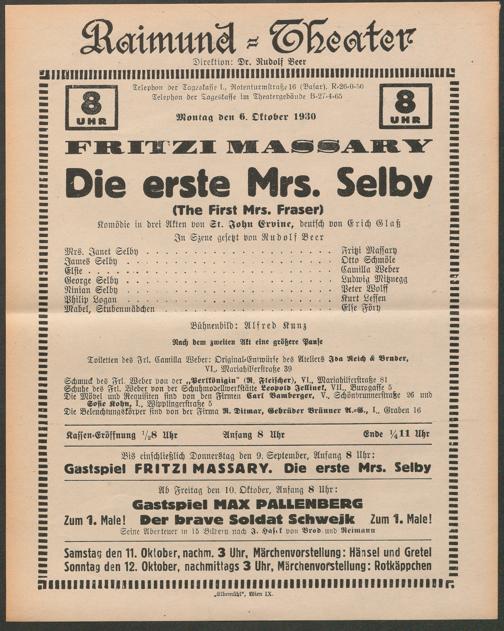 Raimund-Theater
Direktion: Dr. Rudolf Beer
8 UHR
Telephon der Tageskasse I., Rotenturmstraße 16 (Basar), R-26-0-50
Telephon der Tageskasse im Theatergebäude B-27-4-65
8 UHR
Montag den 6. Oktober 1930
FRITZI MASSARY
Die erste Mrs. Selby
(The First Mrs. Fraser)
Komödie in drei Akten von St. John Ervine, deutsch von Erich Glaß
In Szene gesetzt von Rudolf Beer
Mrs. Janet Selby . . . . . Fritzi Massary
James Selby . . . . . Otto Schmöle
Elsie . . . . . Camilla Weber
George Selby . . . . . Ludwig Mitznegg
Ninian Selby . . . . . Peter Wolff
Philip Logan . . . . . Kurt Lessen
Mabel, Stubenmädchen . . . . . Else Föry
Bühnenbild: Alfred Kunz
Nach dem zweiten Akt eine größere Pause
Toiletten des Frl. Camilla Weber: Original-Entwürfe des Ateliers Ida Reich & Bruder,
VI., Mariahilferstraße 39
Schmuck des Frl. Weber von der „Perlkönigin" (R. Fleischer), VI., Mariahilferstraße 81
Schuhe des Frl. Weber von der Schuhmodellwerkstätte Leopold Jellinek, VII., Burggasse 5
Die Möbel und Requisiten sind von den Firmen Carl Bamberger, V., Schönbrunnerstraße 26 und
Sofie Kohn, I., Wipplingerstraße 5
Die Beleuchtungskörper sind von der Firma R. Ditmar, Gebrüder Brünner A.-G., I., Graben 16
Kassen-Eröffnung 1/28 Uhr Anfang 8 Uhr Ende 1/411 Uhr
Bis einschließlich Donnerstag den 9. September, Anfang 8 Uhr:
Gastspiel FRITZI MASSARY. Die erste Mrs. Selby
Ab Freitag den 10. Oktober, Anfang 8 Uhr:
Gastspiel MAX PALLENBERG
Zum 1. Male! Der brave Soldat Schwejk Zum 1. Male!
Seine Abenteuer in 15 Bildern nach J. Hašek von Brod und Reimann
Samstag den 11. Oktober, nachm. 3 Uhr, Märchenvorstellung: Hänsel und Gretel
Sonntag den 12. Oktober, nachmittags 3 Uhr, Märchenvorstellung: Rotkäppchen
„Elbemühl", Wien IX.